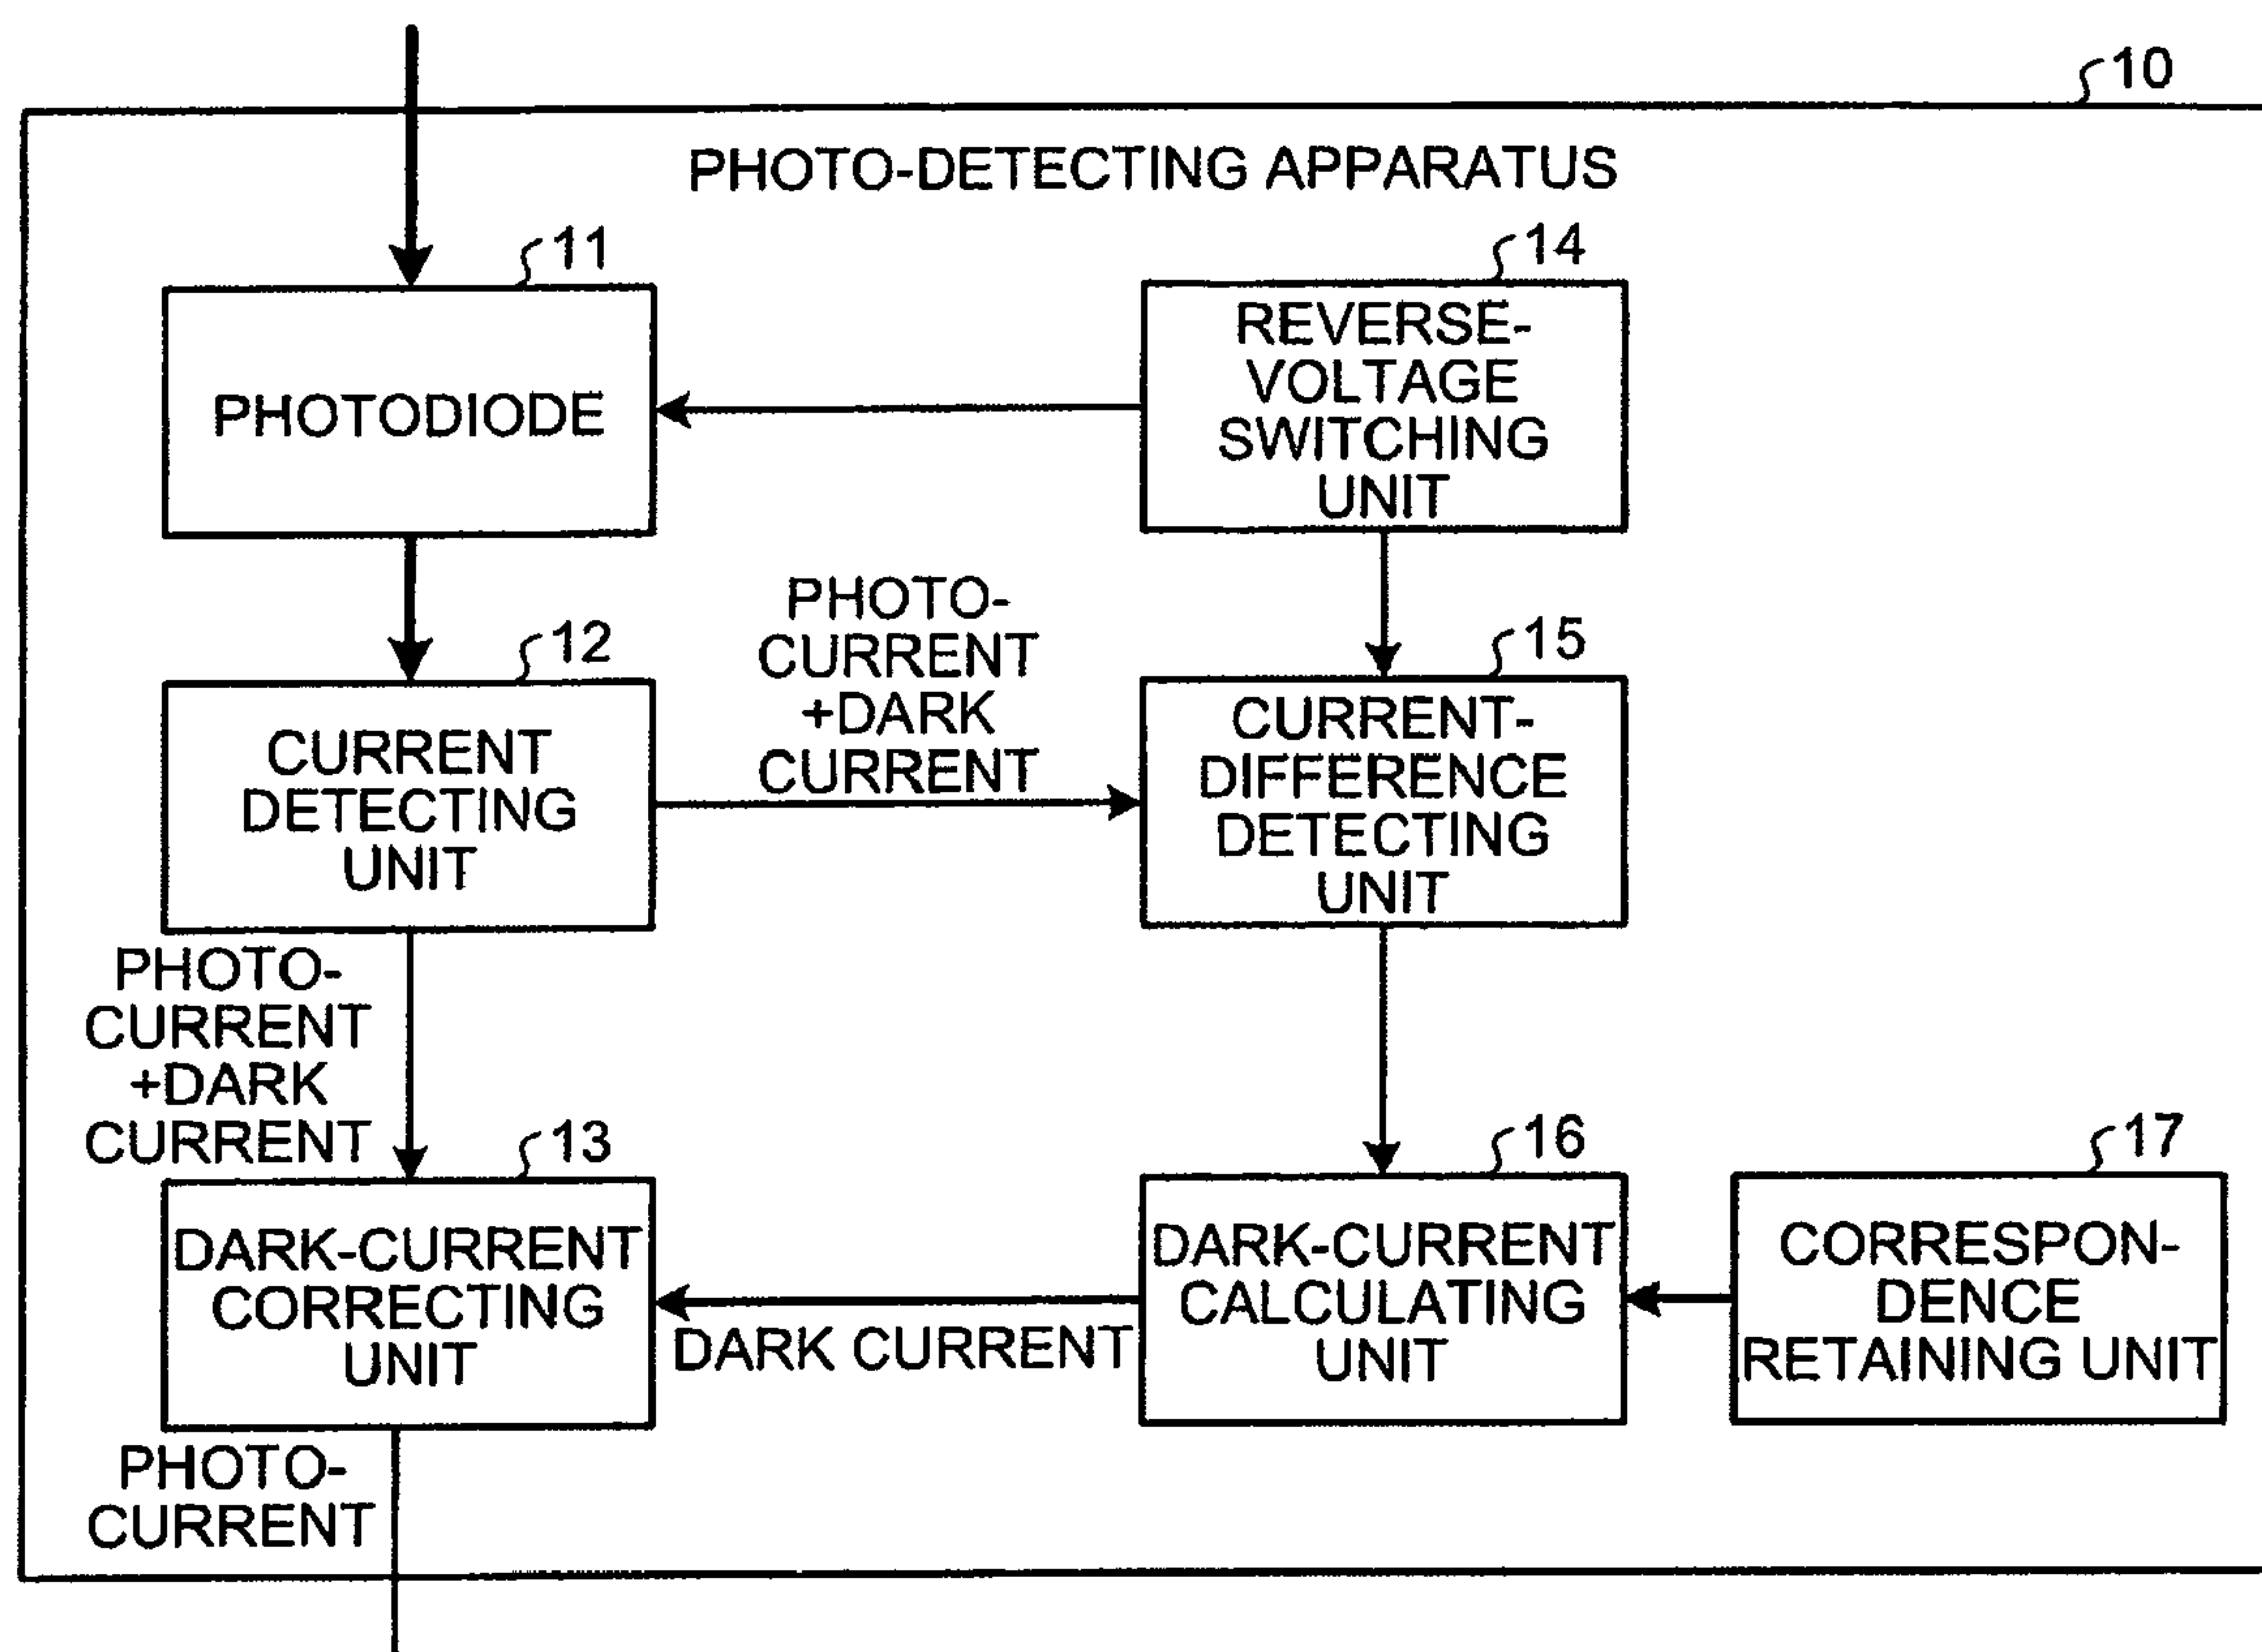 10
PHOTO-DETECTING APPARATUS
11
PHOTODIODE
14
REVERSE-
VOLTAGE
SWITCHING
UNIT
12
CURRENT
DETECTING
UNIT
PHOTO-
CURRENT
+DARK
CURRENT
15
CURRENT-
DIFFERENCE
DETECTING
UNIT
PHOTO-
CURRENT
+DARK
CURRENT
13
DARK-CURRENT
CORRECTING
UNIT
DARK CURRENT
16
DARK-CURRENT
CALCULATING
UNIT
17
CORRESPON-
DENCE
RETAINING UNIT
PHOTO-
CURRENT